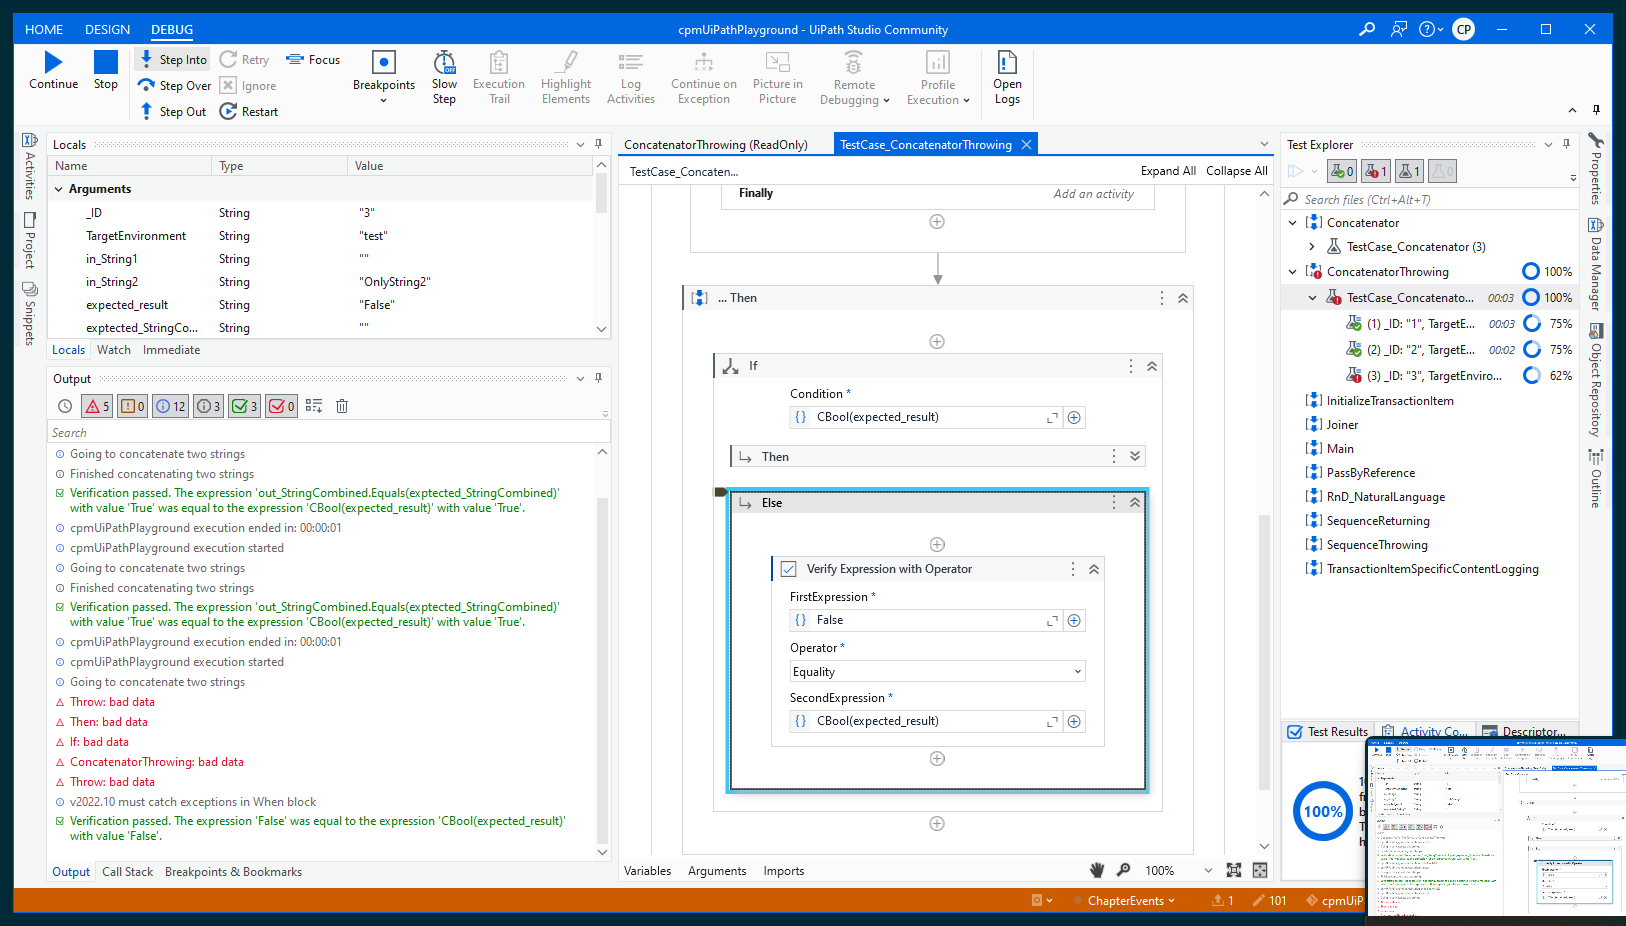 HOME DESIGN DEBUG
cpmUiPathPlayground - UiPath Studio Community
CP
Continue
Stop
Step Into
Step Over
Step Out
Retry
Ignore
Restart
Focus
Breakpoints
Slow
Step
OFF
Execution
Trail
Highlight
Elements
Log
Activities
Continue on
Exception
Picture in
Picture
Remote
Debugging
Profile
Execution
Open
Logs
Activities
Project
Snippets
Locals
Name Type Value
Arguments
_ID String "3"
TargetEnvironment String "test"
in_String1 String ""
in_String2 String "OnlyString2"
expected_result String "False"
exptected_StringCo... String ""
Locals Watch Immediate
Output
5 0 12 3 3 0
Search
Going to concatenate two strings
Finished concatenating two strings
Verification passed. The expression 'out_StringCombined.Equals(exptected_StringCombined)'
with value 'True' was equal to the expression 'CBool(expected_result)' with value 'True'.
cpmUiPathPlayground execution ended in: 00:00:01
cpmUiPathPlayground execution started
Going to concatenate two strings
Finished concatenating two strings
Verification passed. The expression 'out_StringCombined.Equals(exptected_StringCombined)'
with value 'True' was equal to the expression 'CBool(expected_result)' with value 'True'.
cpmUiPathPlayground execution ended in: 00:00:01
cpmUiPathPlayground execution started
Going to concatenate two strings
Throw: bad data
Then: bad data
If: bad data
ConcatenatorThrowing: bad data
Throw: bad data
v2022.10 must catch exceptions in When block
Verification passed. The expression 'False' was equal to the expression 'CBool(expected_result)'
with value 'False'.
Output Call Stack Breakpoints & Bookmarks
ConcatenatorThrowing (ReadOnly) TestCase_ConcatenatorThrowing
TestCase_Concaten... Expand All Collapse All
Finally Add an activity
... Then
If
Condition *
{} CBool(expected_result)
Then
Else
Verify Expression with Operator
FirstExpression *
{} False
Operator *
Equality
SecondExpression *
{} CBool(expected_result)
Variables Arguments Imports 100%
Test Explorer
0 1 1 0
Search files (Ctrl+Alt+T)
Concatenator
TestCase_Concatenator (3)
ConcatenatorThrowing 100%
TestCase_Concatenato... 00:03 100%
(1) _ID: "1", TargetE... 00:03 75%
(2) _ID: "2", TargetE... 00:02 75%
(3) _ID: "3", TargetEnviro... 62%
InitializeTransactionItem
Joiner
Main
PassByReference
RnD_NaturalLanguage
SequenceReturning
SequenceThrowing
TransactionItemSpecificContentLogging
Test Results Activity Co... Descriptor...
100%
Properties
Data Manager
Object Repository
Outline
ChapterEvents 1 101 cpmUiP